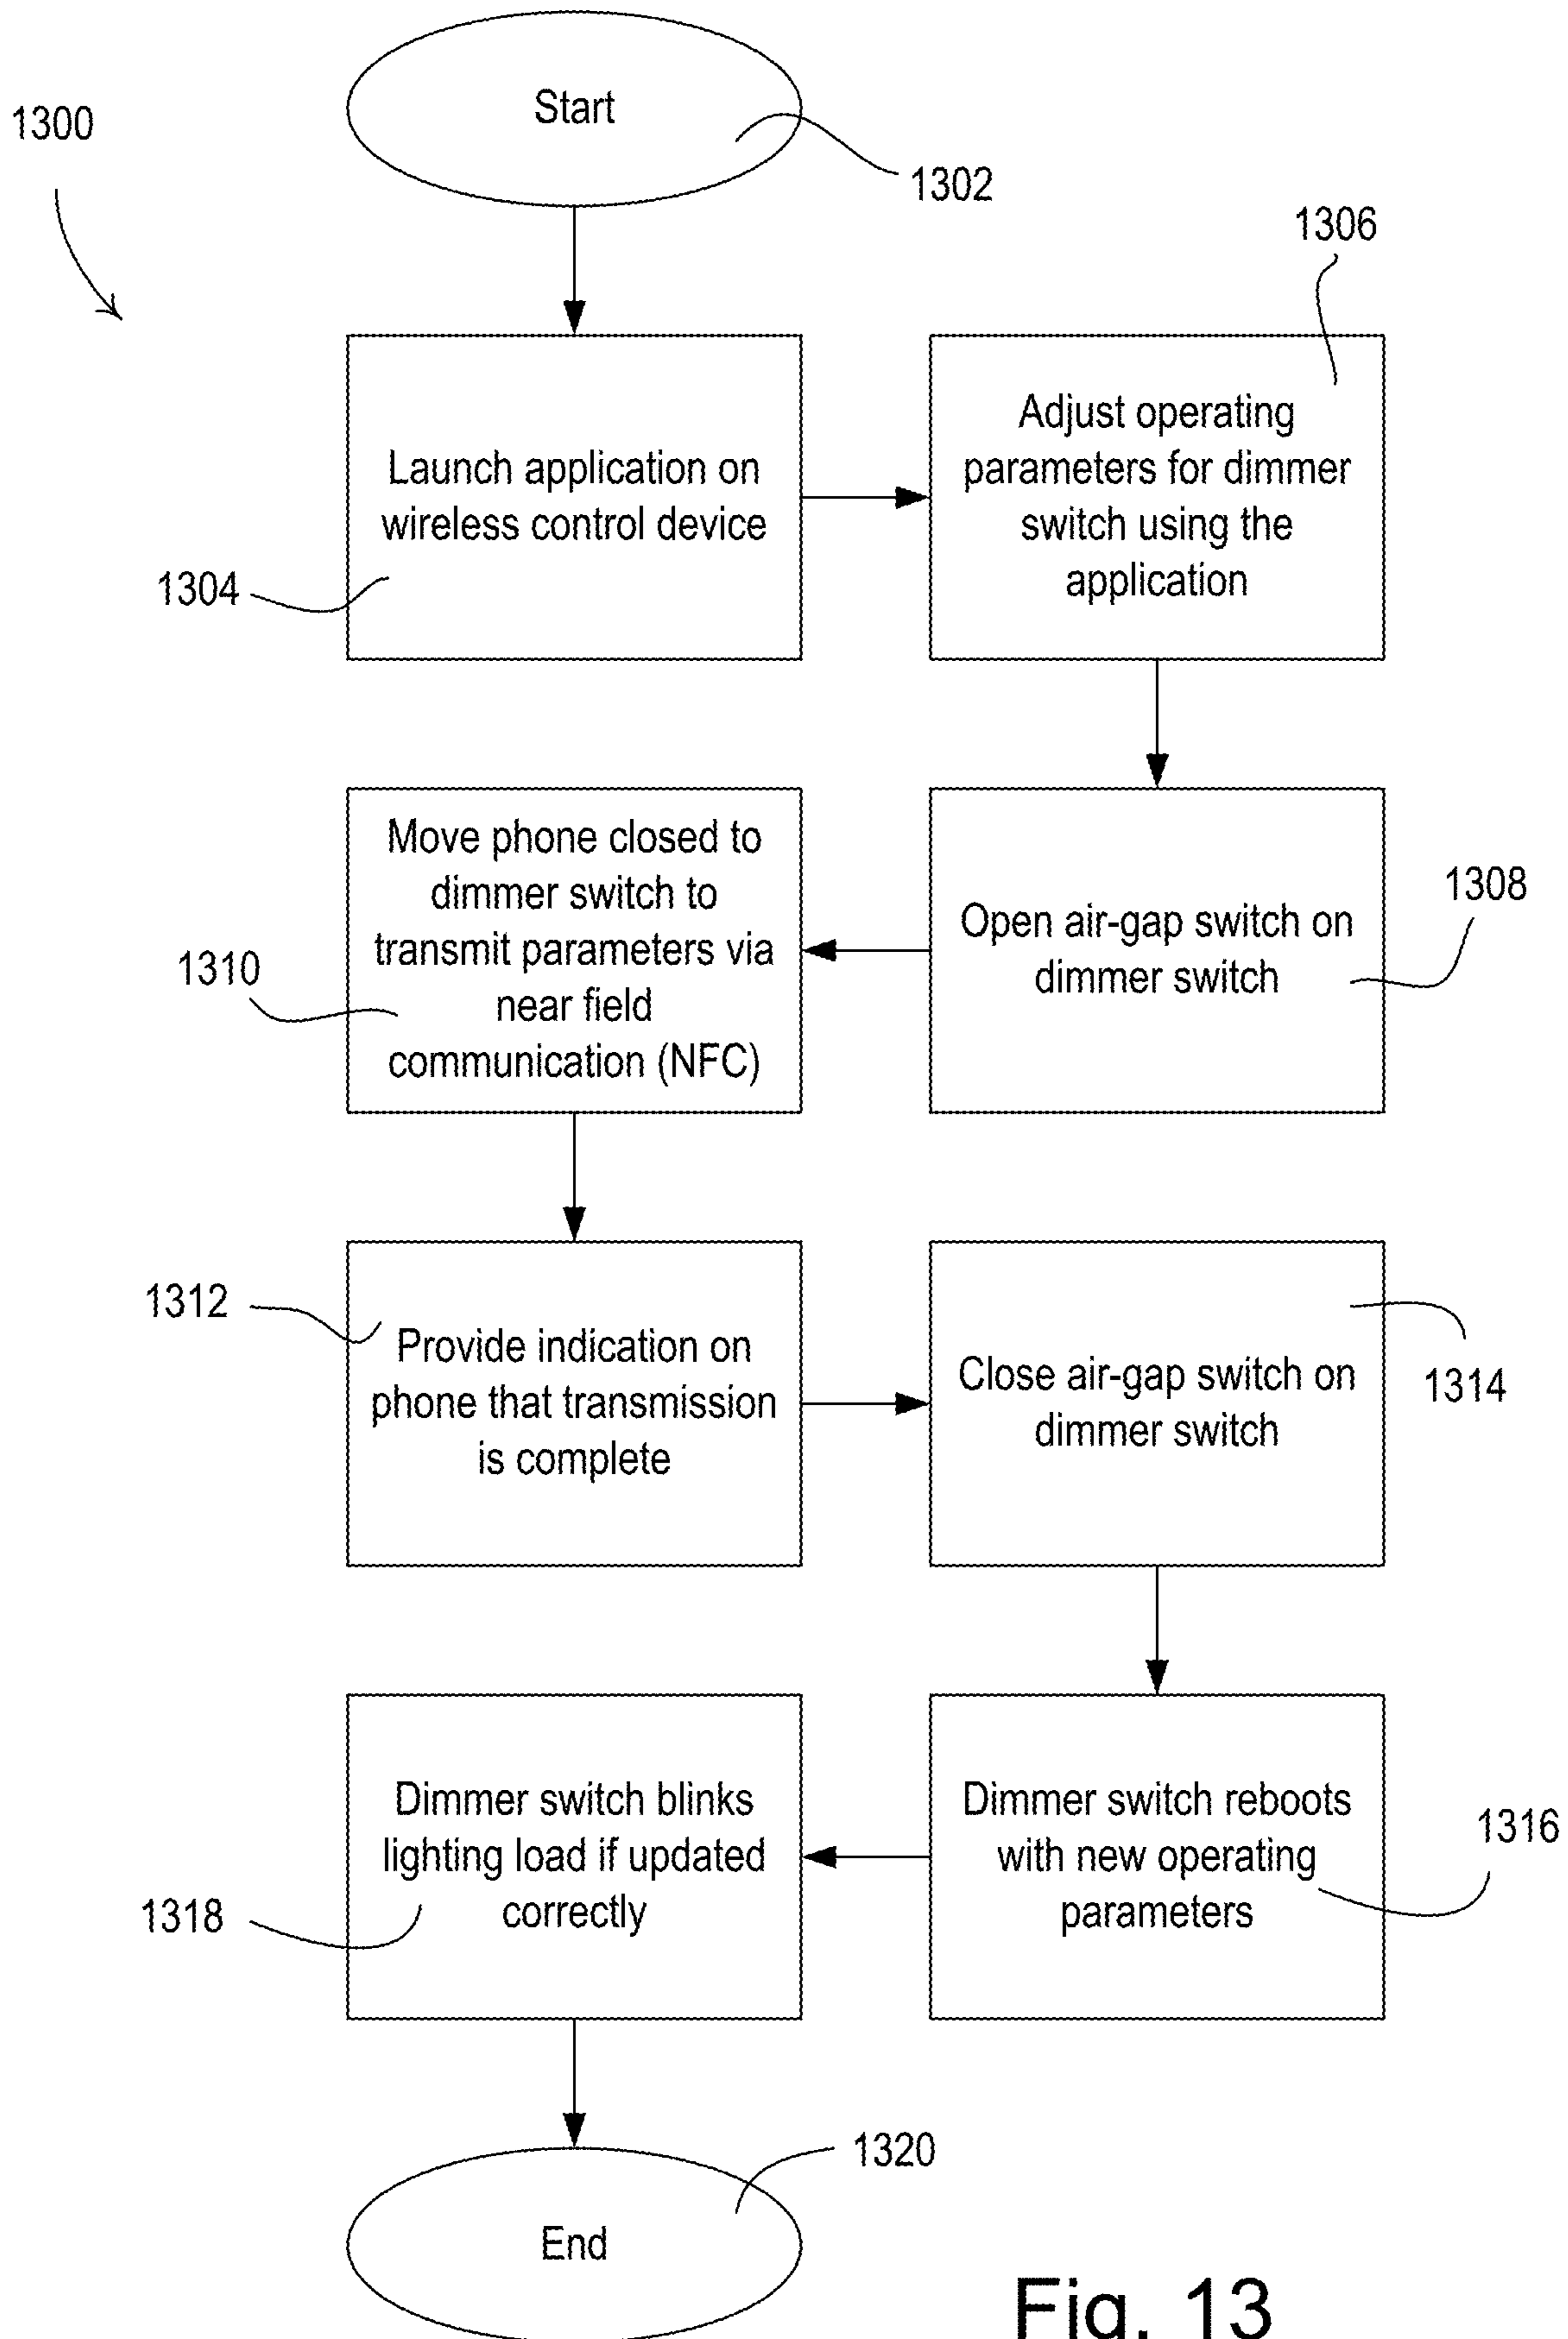 Start
1300
1302
1306
Launch application on
wireless control device
1304
Adjust operating
parameters for dimmer
switch using the
application
Move phone closed to
dimmer switch to
transmit parameters via
near field
communication (NFC)
1310
Open air-gap switch on
dimmer switch
1308
1312
Provide indication on
phone that transmission
is complete
Close air-gap switch on
dimmer switch
1314
Dimmer switch blinks
lighting load if updated
correctly
1318
Dimmer switch reboots
with new operating
parameters
1316
1320
End
Fig. 13